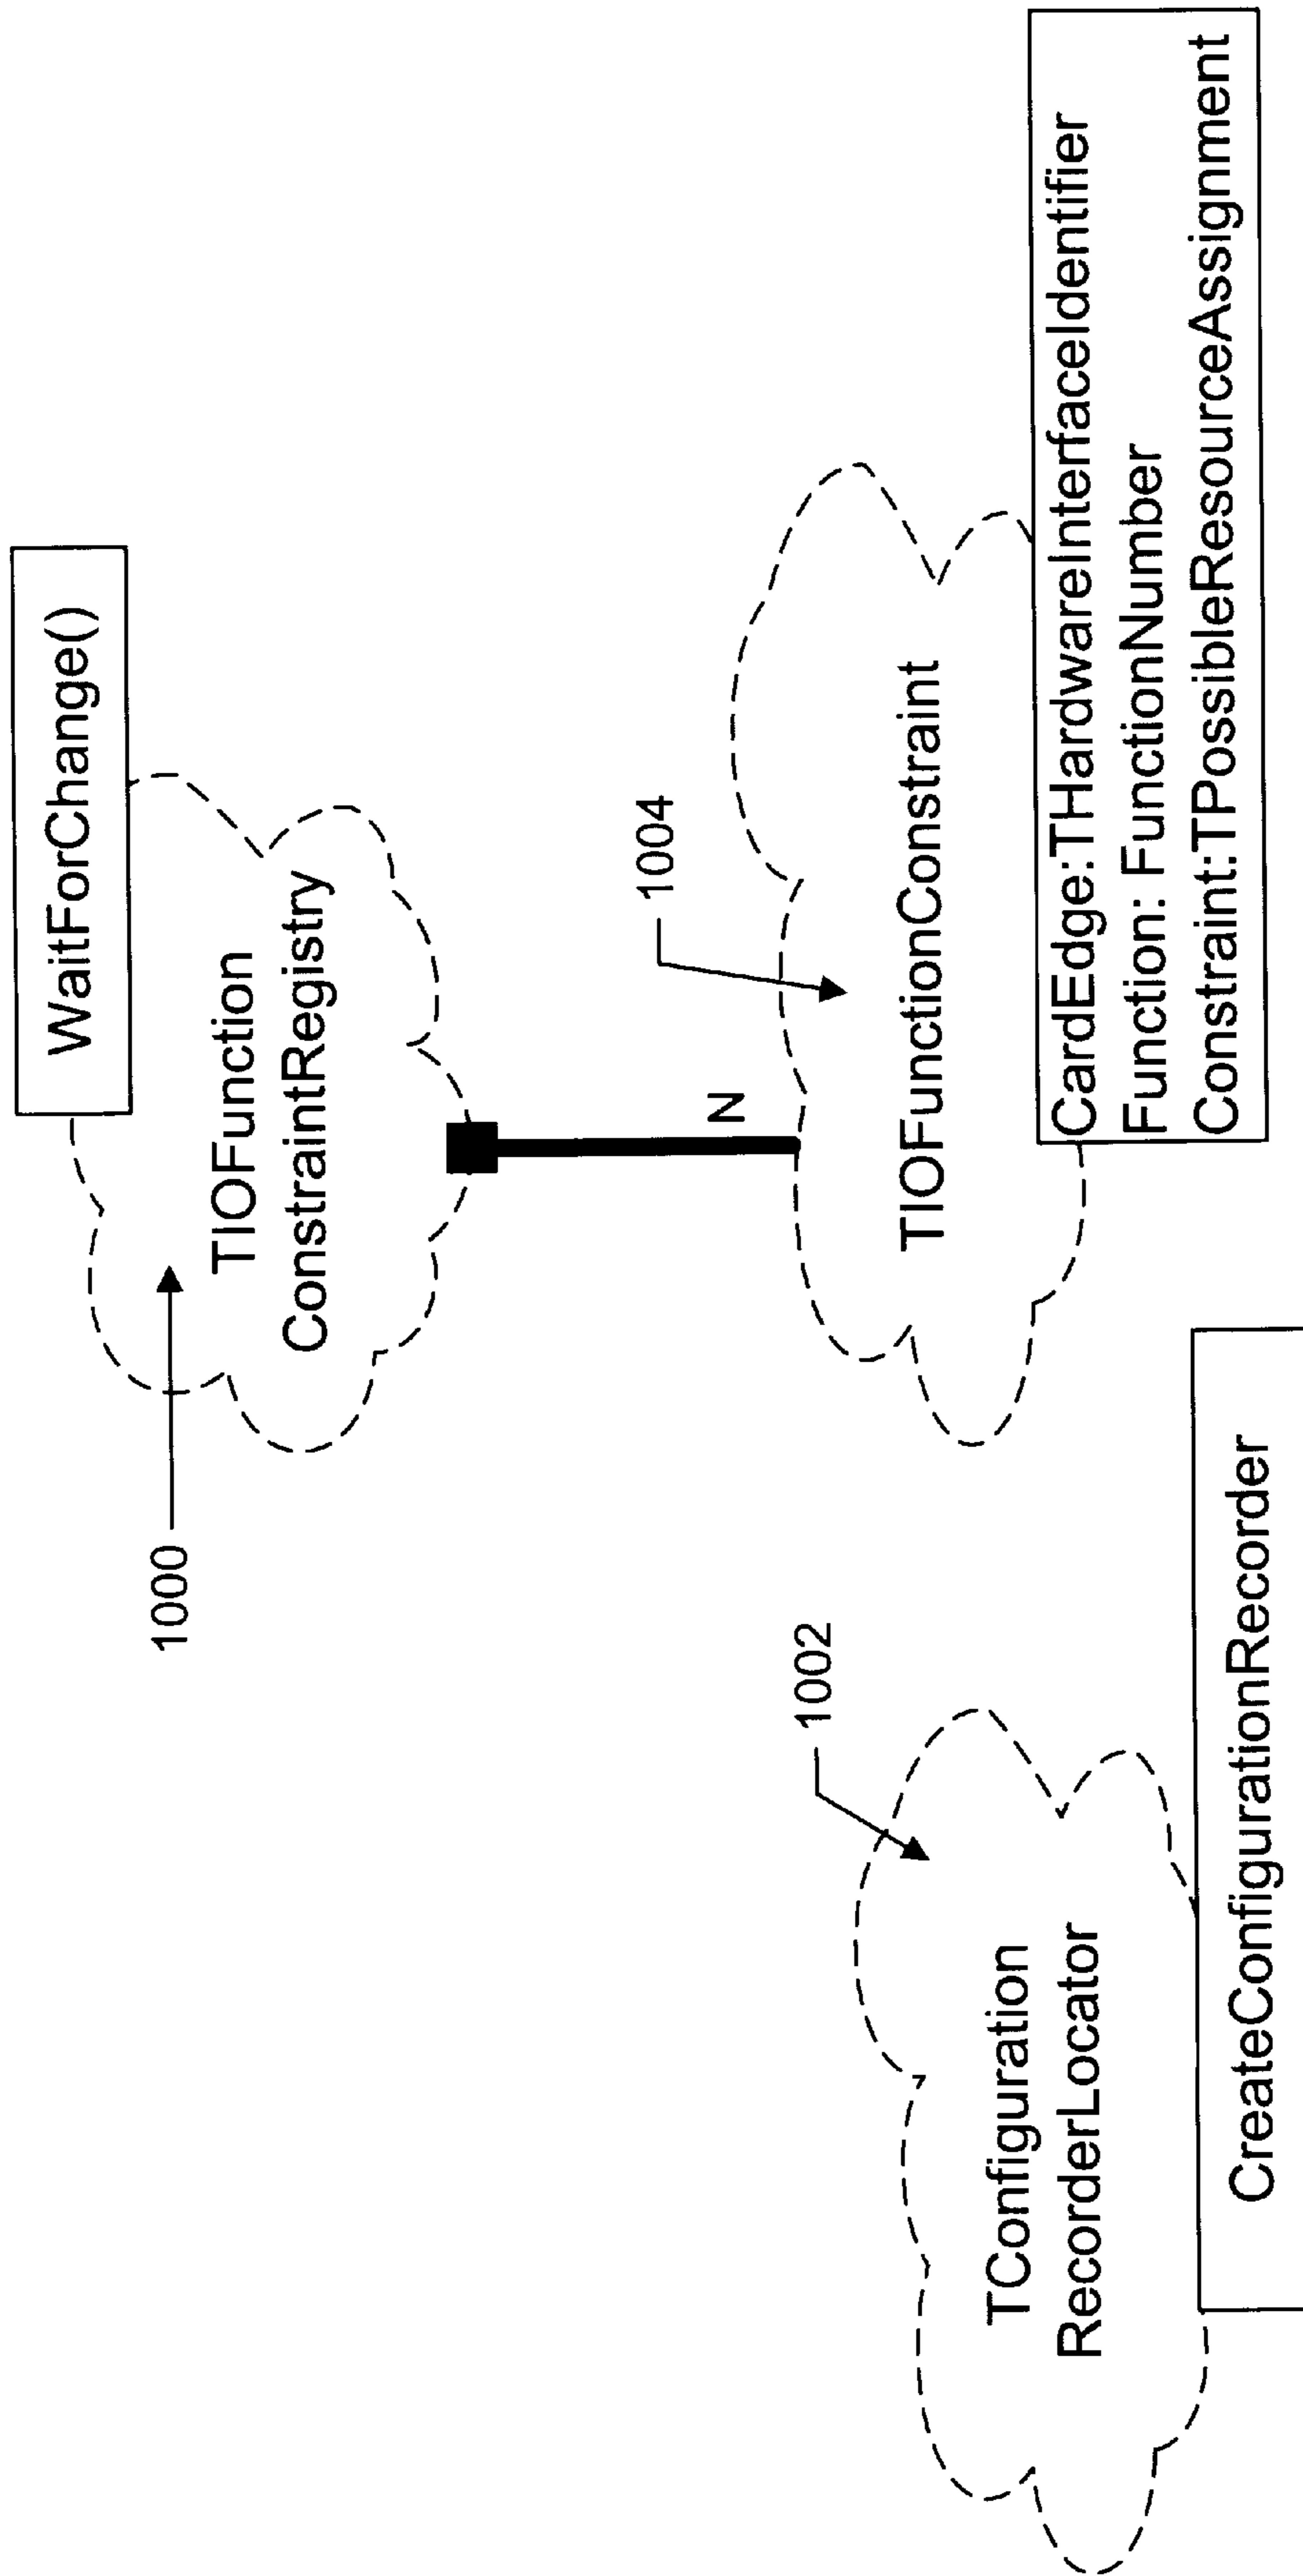 WaitForChange()
1000
TIOFunction
ConstraintRegistry
N
1002
1004
TConfiguration
RecorderLocator
TIOFunctionConstraint
CreateConfigurationRecorder
CardEdge:THardwareInterfaceIdentifier
Function: FunctionNumber
Constraint:TPossibleResourceAssignment